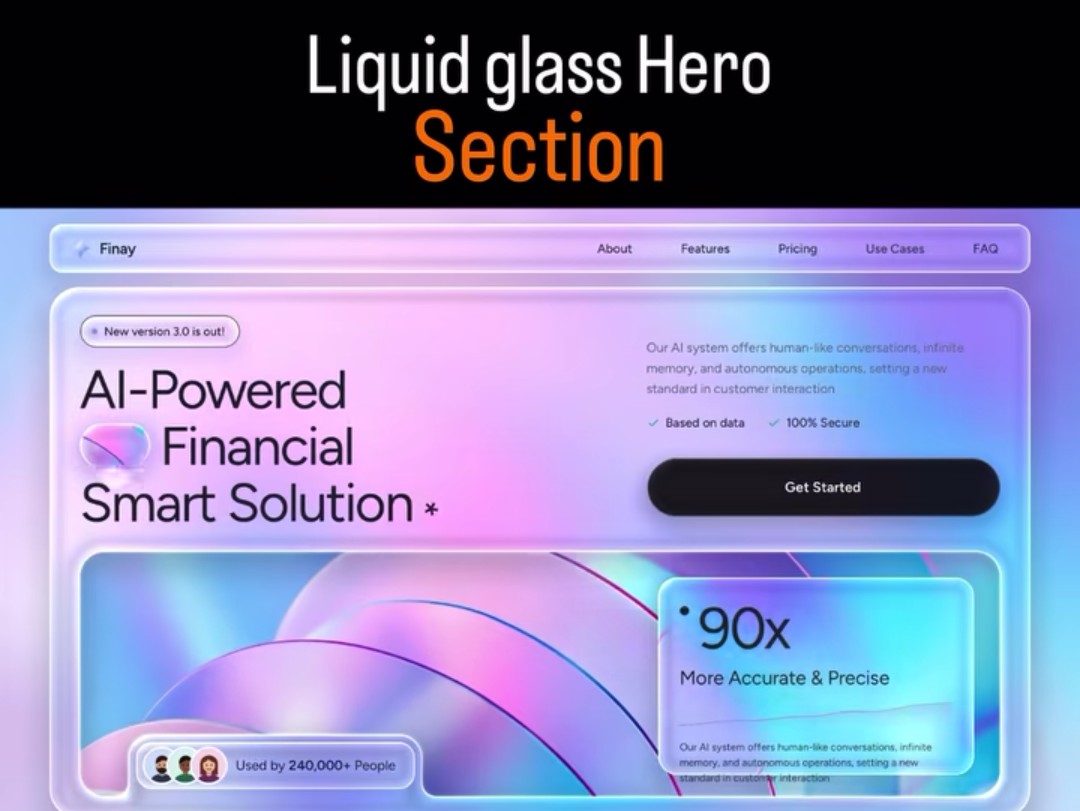 Liquid glass Hero
Section
Finay
About Features Pricing Use Cases FAQ
New version 3.0 is out!
AI-Powered
Financial
Smart Solution *
Our AI system offers human-like conversations, infinite
memory, and autonomous operations, setting a new
standard in customer interaction
✓ Based on data ✓ 100% Secure
Get Started
90x
More Accurate & Precise
Our AI system offers human-like conversations, infinite
memory, and autonomous operations, setting a new
standard in customer interaction
Used by 240,000+ People